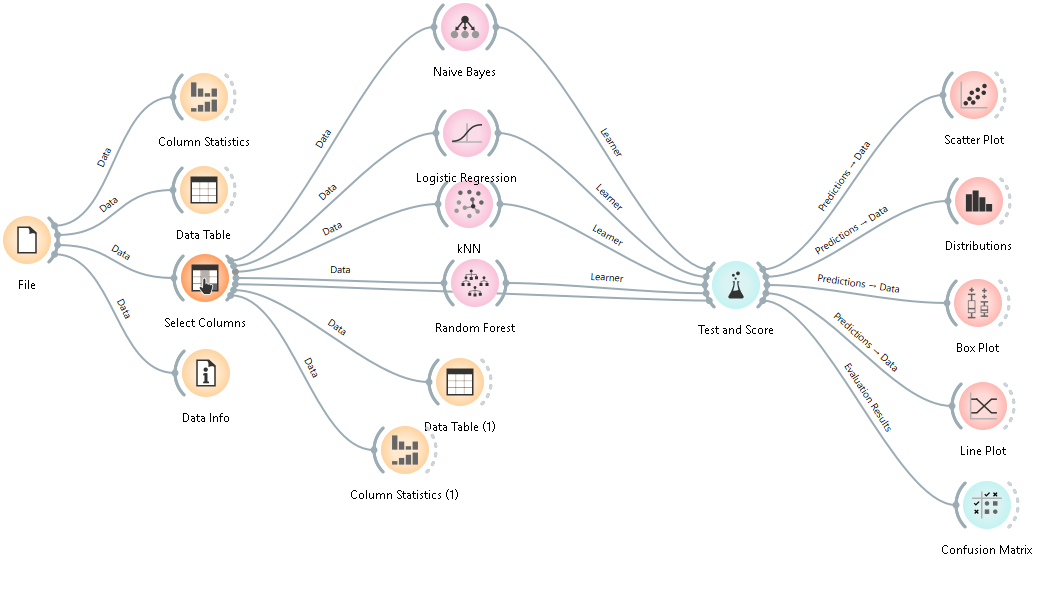 Naive Bayes
Column Statistics
Scatter Plot
Data
Data
Learner
Predictions → Data
Logistic Regression
Data
Data
Learner
Predictions → Data
Data Table
kNN
Data
Learner
Distributions
File
Data
Data
Learner
Predictions → Data
Select Columns
Random Forest
Test and Score
Box Plot
Data
Data
Predictions → Data
Data Info
Data
Data Table (1)
Evaluation Results
Line Plot
Column Statistics (1)
Confusion Matrix